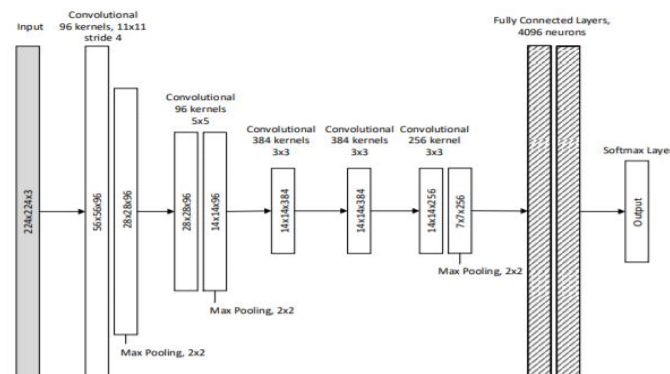 Input
Convolutional
96 kernels, 11x11
stride 4
Convolutional
96 kernels
5x5
Convolutional
384 kernels
3x3
Convolutional
384 kernels
3x3
Convolutional
256 kernel
3x3
Fully Connected Layers,
4096 neurons
Softmax Layer
224x224x3
56x56x96
28x28x96
28x28x96
14x14x96
14x14x384
14x14x384
14x14x256
7x7x256
Output
Max Pooling, 2x2
Max Pooling, 2x2
Max Pooling, 2x2